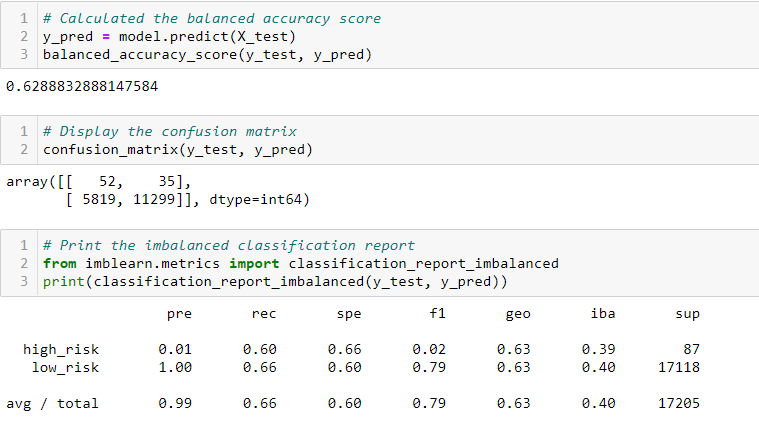 1 # Calculated the balanced accuracy score
2 y_pred = model.predict(X_test)
3 balanced_accuracy_score(y_test, y_pred)
0.6288832888147584
1 # Display the confusion matrix
2 confusion_matrix(y_test, y_pred)
array([[   52,    35],
       [ 5819, 11299]], dtype=int64)
1 # Print the imbalanced classification report
2 from imblearn.metrics import classification_report_imbalanced
3 print(classification_report_imbalanced(y_test, y_pred))
                   pre       rec       spe        f1       geo       iba       sup
  high_risk       0.01      0.60      0.66      0.02      0.63      0.39        87
   low_risk       1.00      0.66      0.60      0.79      0.63      0.40     17118
avg / total       0.99      0.66      0.60      0.79      0.63      0.40     17205